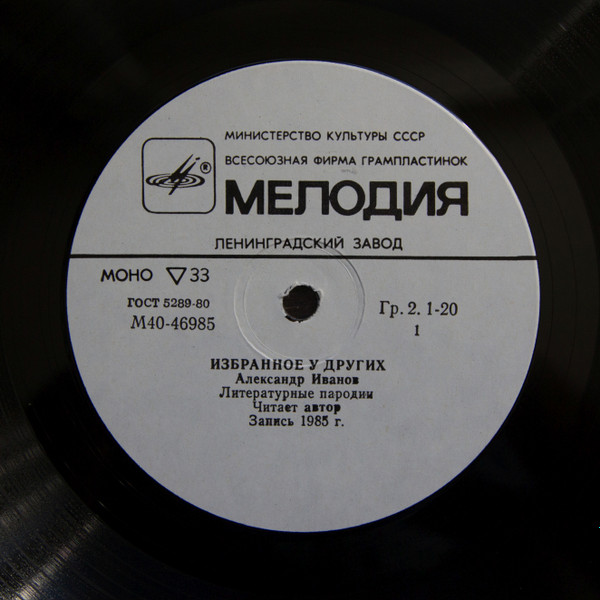 МИНИСТЕРСТВО КУЛЬТУРЫ СССР
ВСЕСОЮЗНАЯ ФИРМА ГРАМПЛАСТИНОК
®
МЕЛОДИЯ
ЛЕНИНГРАДСКИЙ ЗАВОД
МОНО ▽33
ГОСТ 5289-80
М40-46985
Гр. 2. 1-20
1
ИЗБРАННОЕ У ДРУГИХ
Александр Иванов
Литературные пародии
Читает автор
Запись 1985 г.